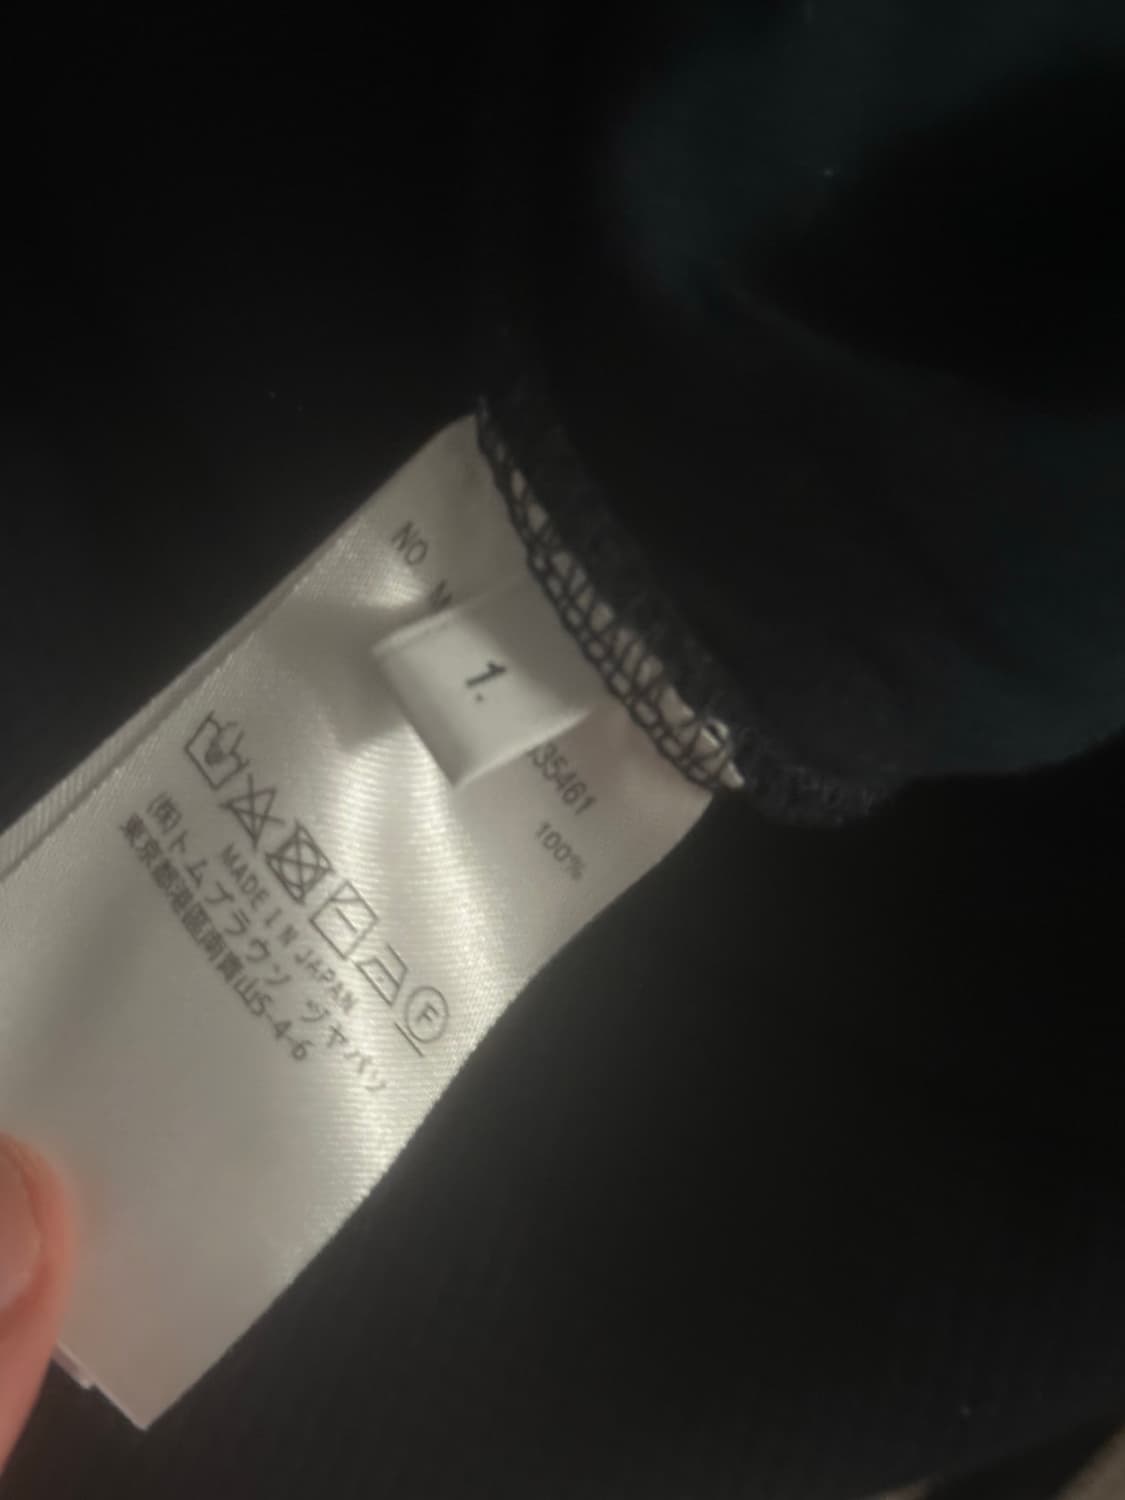 NO. M
1.
35461
100%
F
MADE IN JAPAN
(株)トムブラウン ジャパン
東京都港区南青山5-4-6